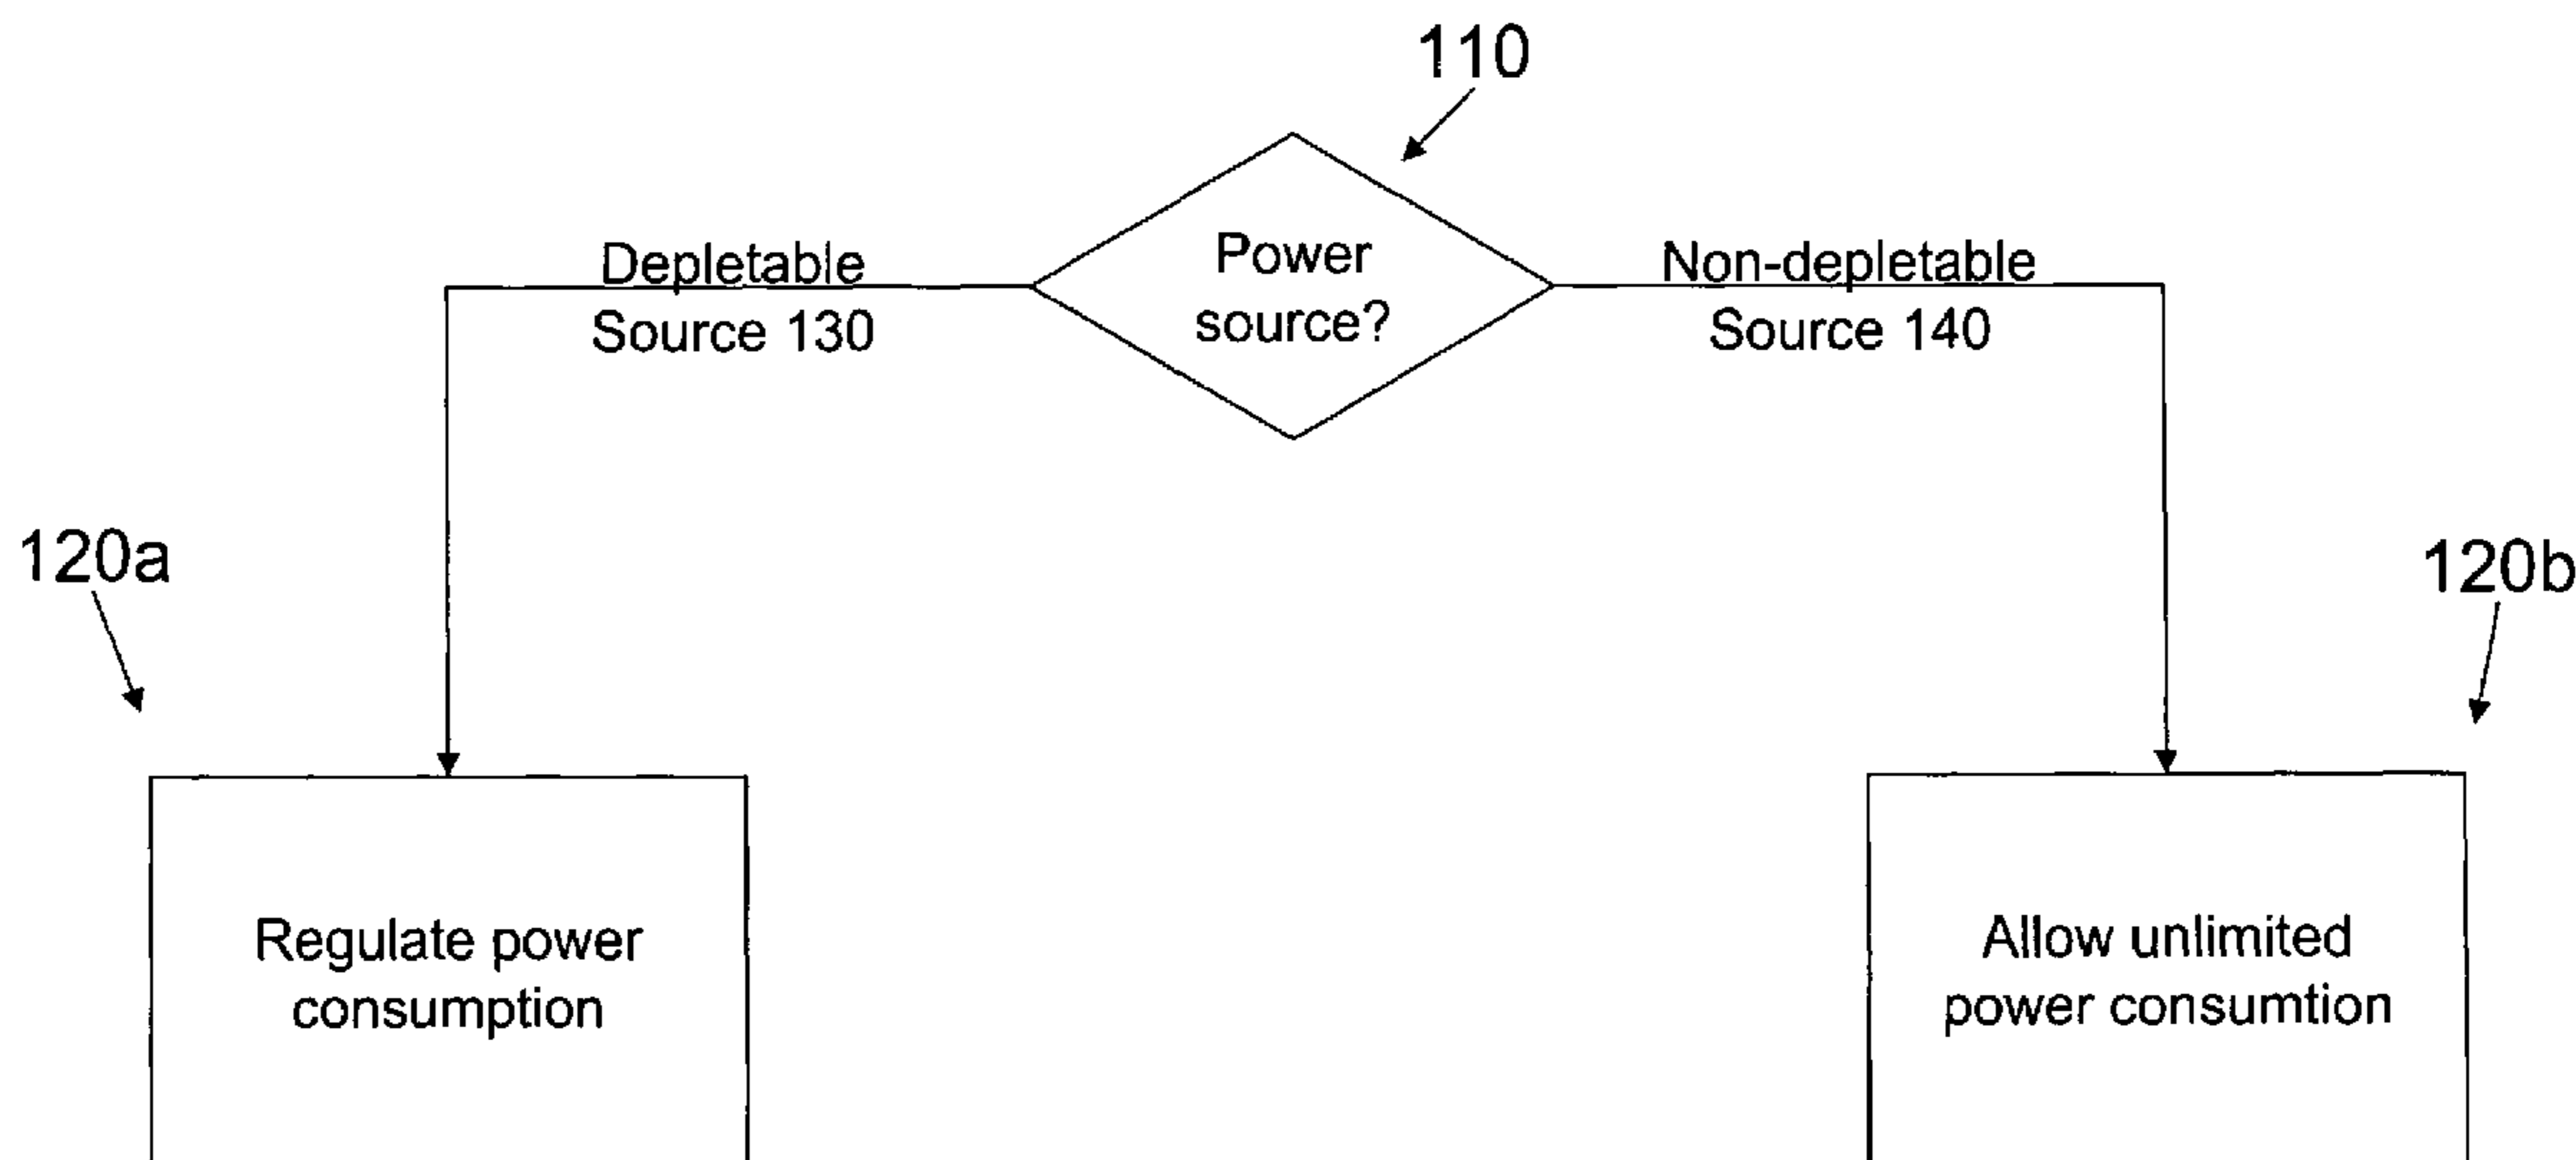 110
Power
source?
Depletable
Source 130
Non-depletable
Source 140
120a
120b
Regulate power
consumption
Allow unlimited
power consumtion